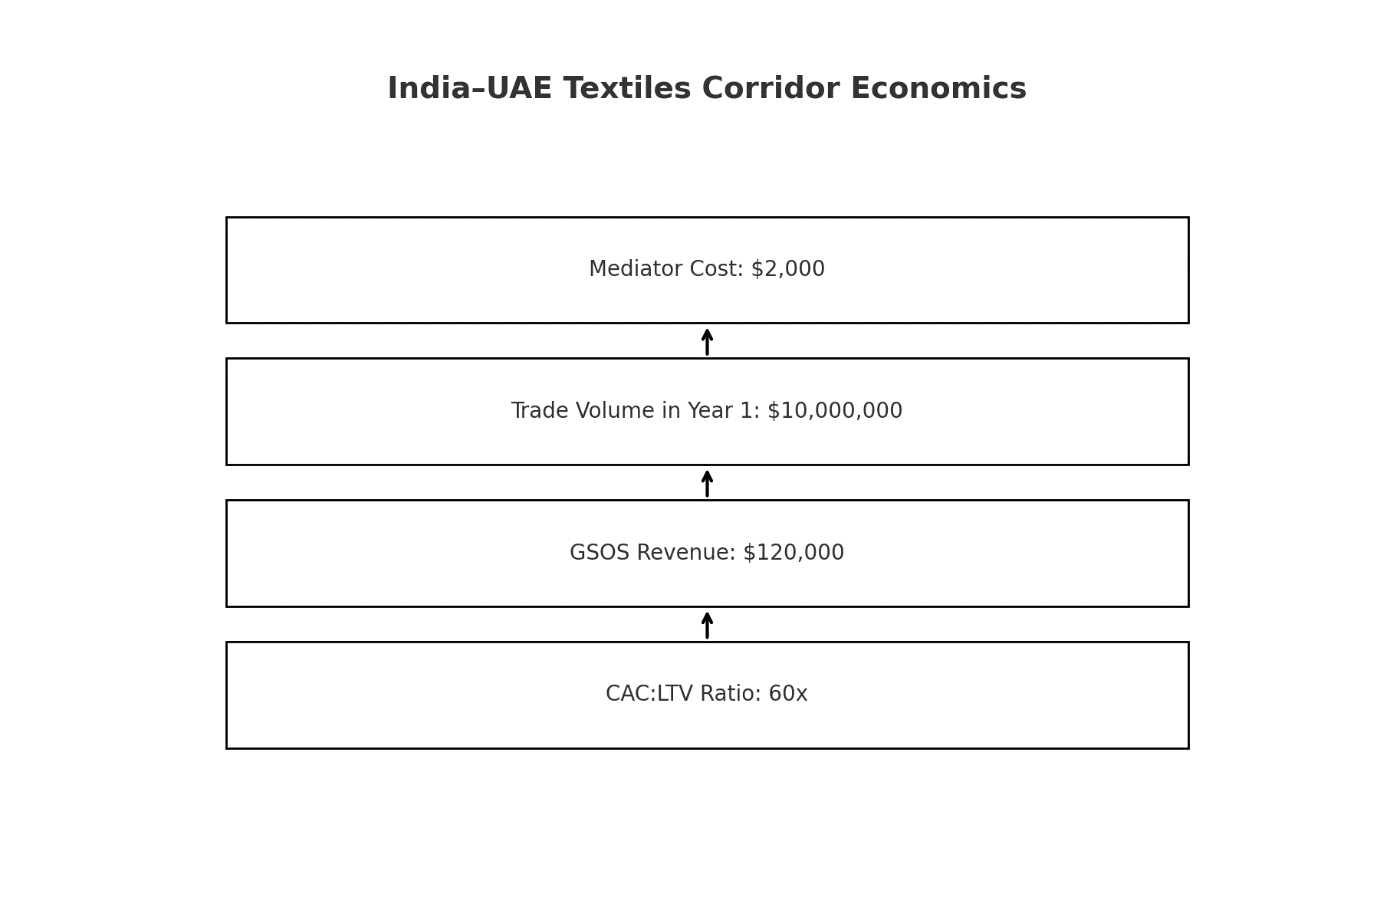 India–UAE Textiles Corridor Economics
Mediator Cost: $2,000
Trade Volume in Year 1: $10,000,000
GSOS Revenue: $120,000
CAC:LTV Ratio: 60x